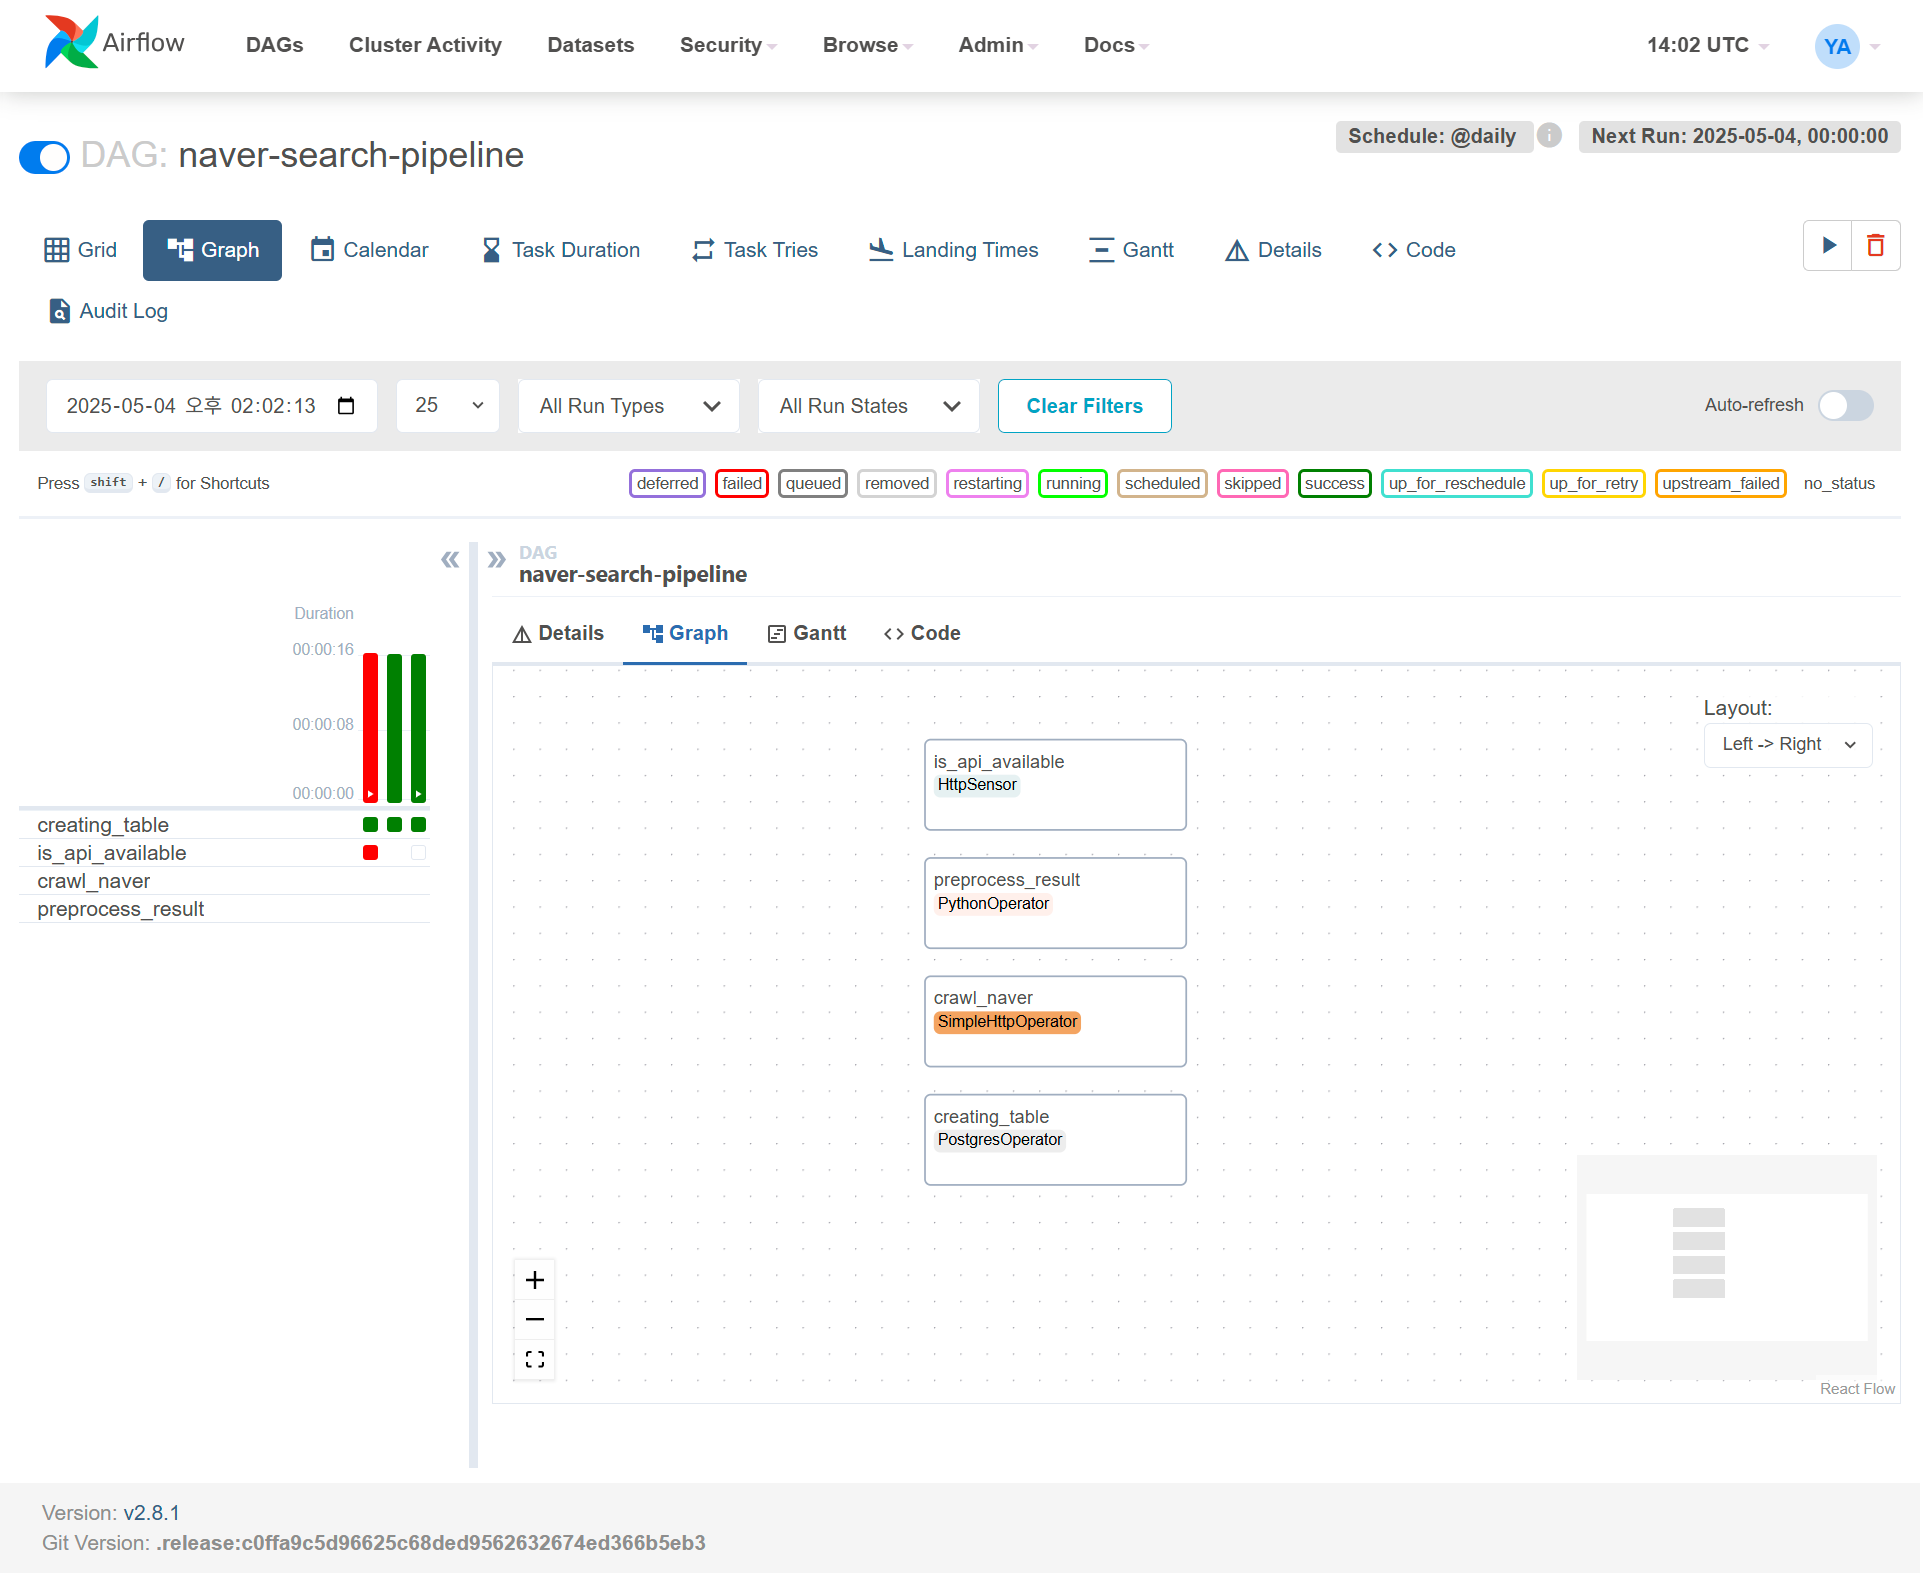 Airflow
DAGs
Cluster Activity
Datasets
Security
Browse
Admin
Docs
14:02 UTC
YA
DAG: naver-search-pipeline
Schedule: @daily
i
Next Run: 2025-05-04, 00:00:00
Grid
Graph
Calendar
Task Duration
Task Tries
Landing Times
Gantt
Details
Code
Audit Log
2025-05-04 오후 02:02:13
25
All Run Types
All Run States
Clear Filters
Auto-refresh
Press shift + / for Shortcuts
deferred
failed
queued
removed
restarting
running
scheduled
skipped
success
up_for_reschedule
up_for_retry
upstream_failed
no_status
Duration
00:00:16
00:00:08
00:00:00
creating_table
is_api_available
crawl_naver
preprocess_result
DAG
naver-search-pipeline
Details
Graph
Gantt
Code
Layout:
Left -> Right
is_api_available
HttpSensor
preprocess_result
PythonOperator
crawl_naver
SimpleHttpOperator
creating_table
PostgresOperator
React Flow
Version: v2.8.1
Git Version: .release:c0ffa9c5d96625c68ded9562632674ed366b5eb3